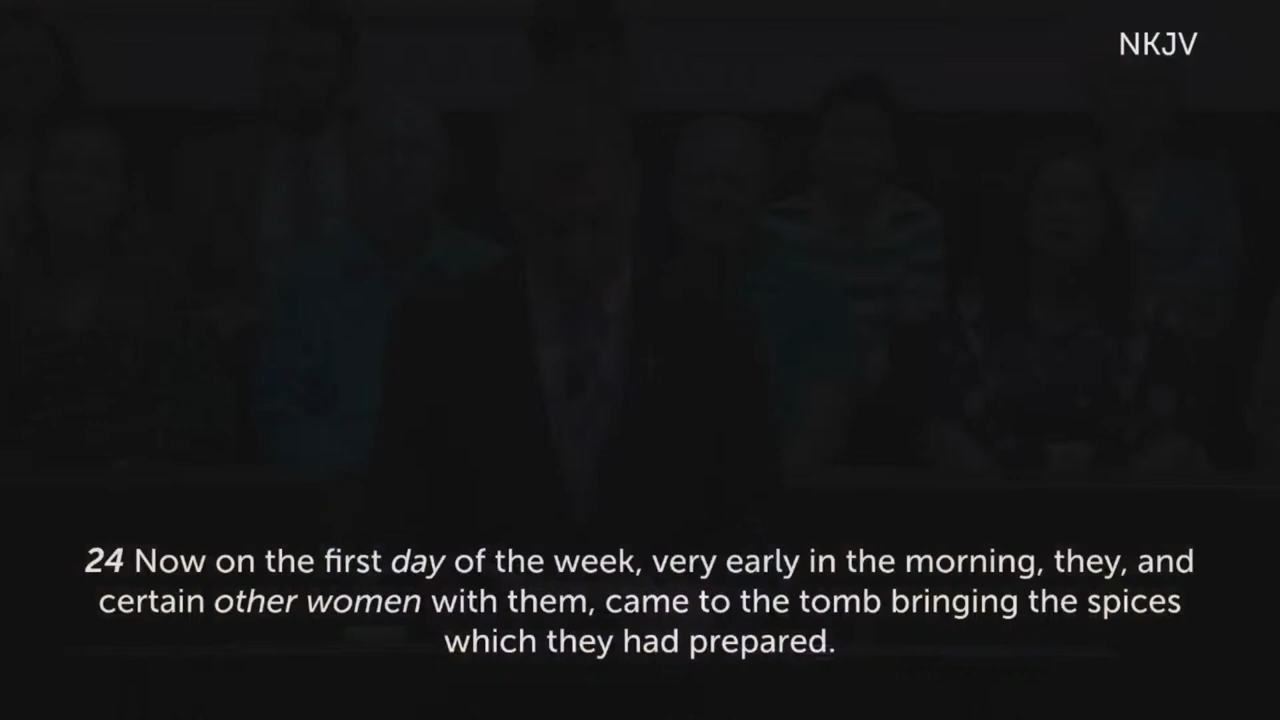 NKJV
24 Now on the first day of the week, very early in the morning, they, and
certain other women with them, came to the tomb bringing the spices
which they had prepared.